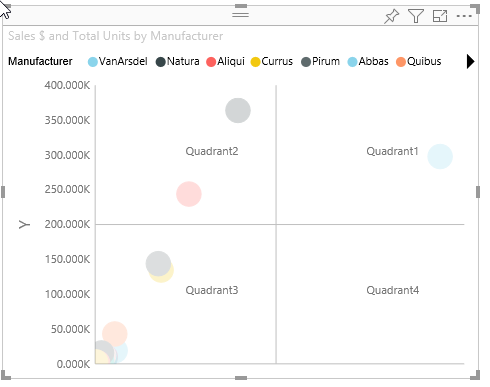 Sales $ and Total Units by Manufacturer
Manufacturer VanArsdel Natura Aliqui Currus Pirum Abbas Quibus
400.000K
350.000K
300.000K
Quadrant2 Quadrant1
250.000K
200.000K
Y
150.000K
100.000K
Quadrant3 Quadrant4
50.000K
0.000K